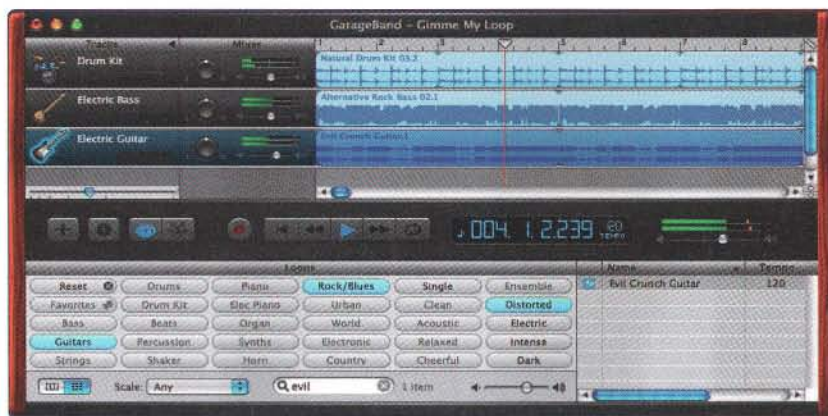 GarageBand – Gimme My Loop
Tracks Mixer
Drum Kit
Natural Drum Kit 03.2
Electric Bass
Alternative Rock Bass 02.1
Electric Guitar
Evil Crunch Guitar.1
004. 1. 2.239
TEMPO
Loops Name Tempo
Reset Drums Piano Rock/Blues Single Ensemble Evil Crunch Guitar 120
Favorites Drum Kit Elec Piano Urban Clean Distorted
Bass Beats Organ World Acoustic Electric
Guitars Percussion Synths Electronic Relaxed Intense
Strings Shaker Horn Country Cheerful Dark
Scale: Any evil 1 item